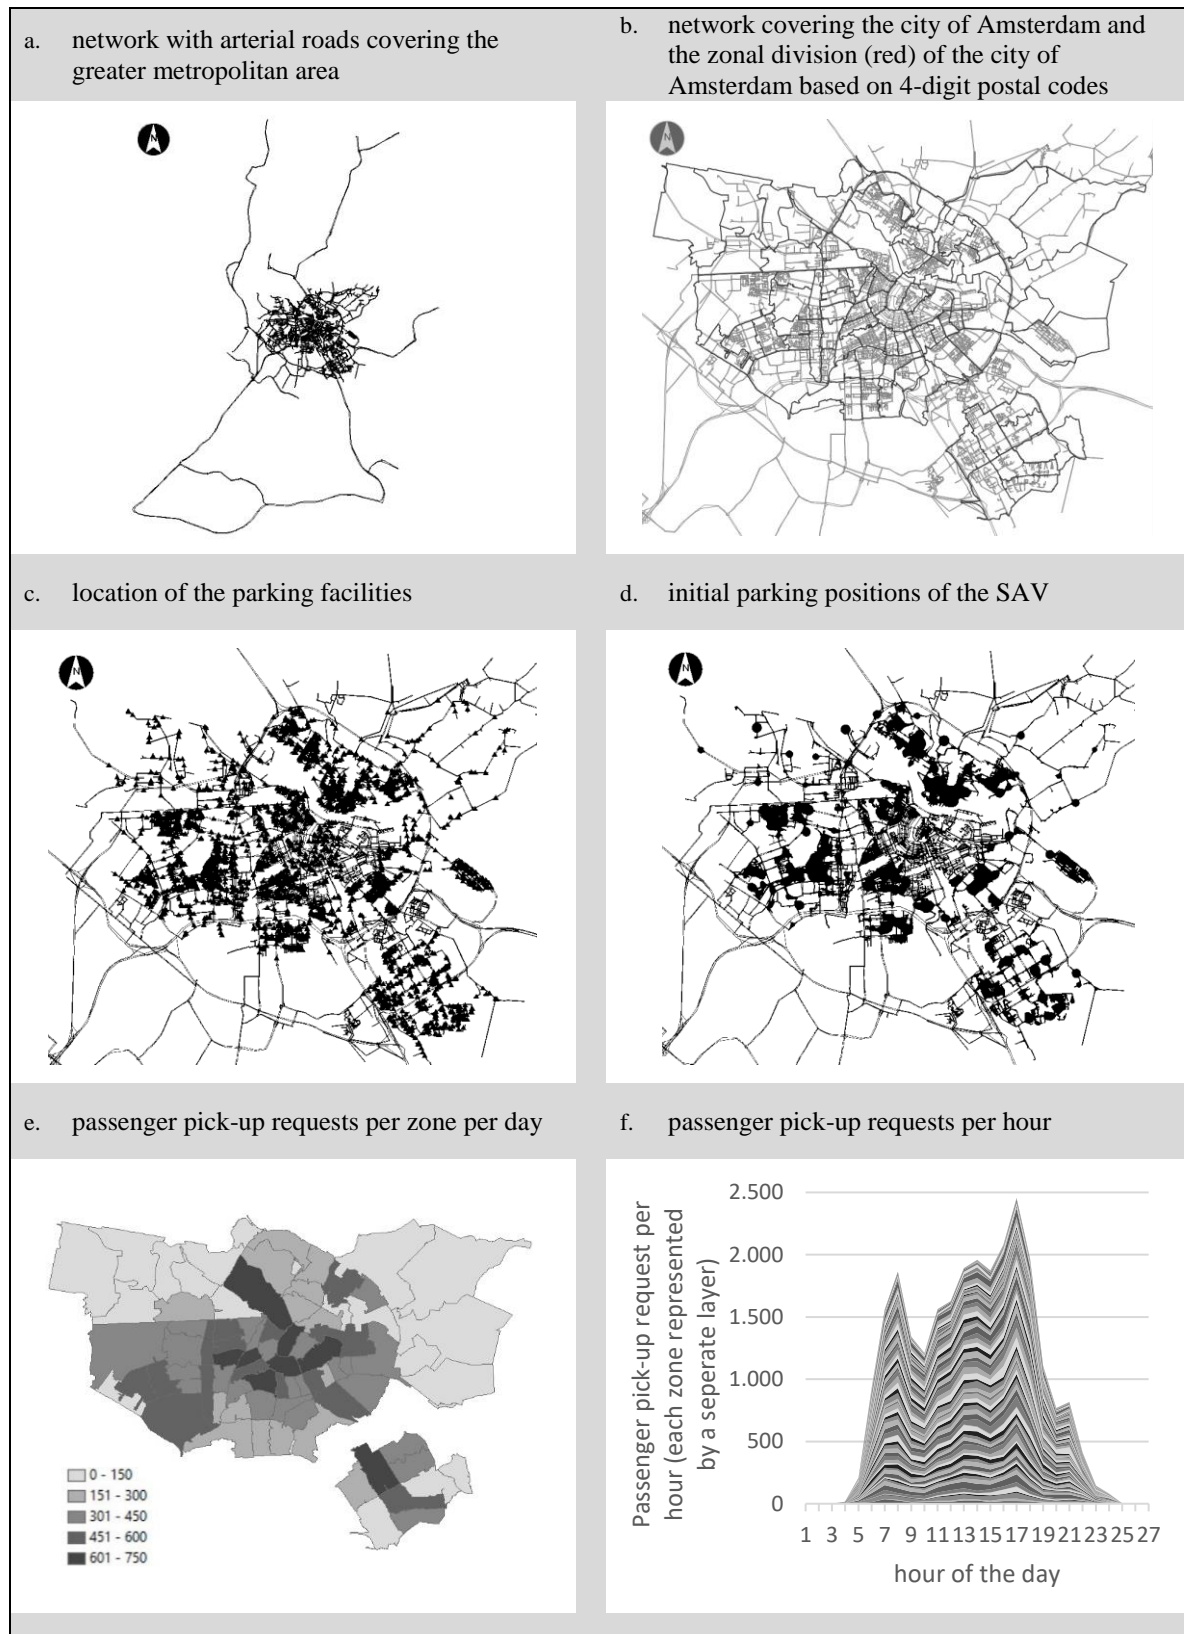 a. network with arterial roads covering the
greater metropolitan area
b. network covering the city of Amsterdam and
the zonal division (red) of the city of
Amsterdam based on 4-digit postal codes
N
N
c. location of the parking facilities
d. initial parking positions of the SAV
N
N
e. passenger pick-up requests per zone per day
f. passenger pick-up requests per hour
0 - 150
151 - 300
301 - 450
451 - 600
601 - 750
Passenger pick-up request per
hour (each zone represented
by a seperate layer)
2.500
2.000
1.500
1.000
500
0
1 3 5 7 9 11 13 15 17 19 21 23 25 27
hour of the day